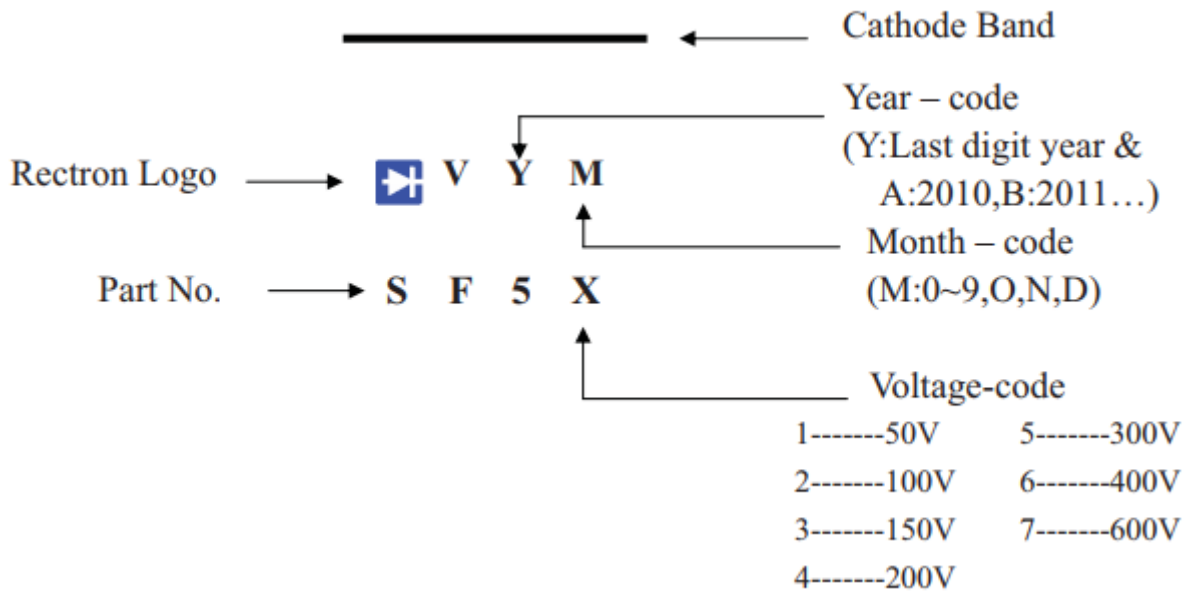 Cathode Band
Year – code
(Y:Last digit year &
A:2010,B:2011…)
Rectron Logo V Y M
Month – code
(M:0~9,O,N,D)
Part No. S F 5 X
Voltage-code
1-------50V 5-------300V
2-------100V 6-------400V
3-------150V 7-------600V
4-------200V